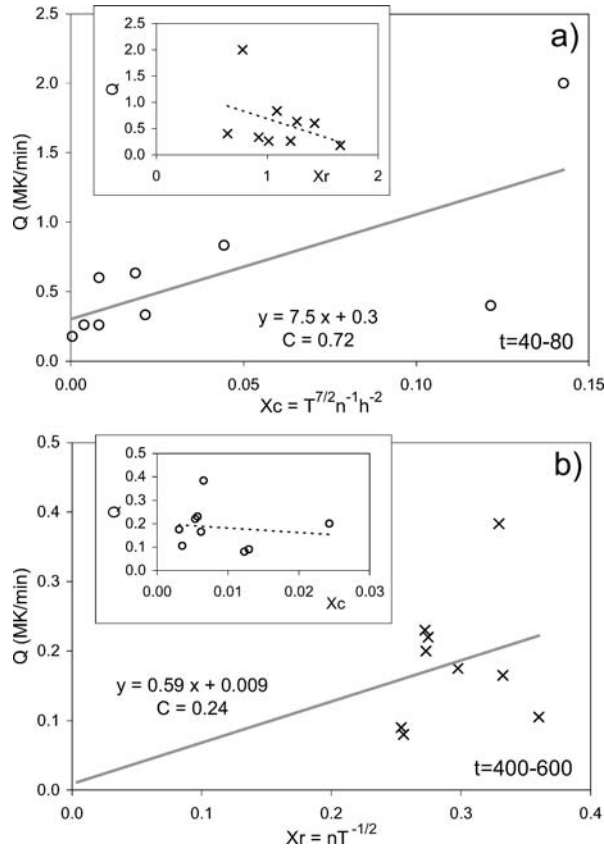 a)
2.0
1.5
1.0
0.5
0.0
Q (MK/min)
2.5
2.0
1.5
1.0
0.5
0.0
Q
0
1
Xr
2
y = 7.5 x + 0.3
C = 0.72
t=40-80
0.00
0.05
0.10
0.15
Xc = T^7/2 n^-1 h^-2
b)
0.5
0.4
0.3
0.2
0.1
0.0
Q (MK/min)
0.5
0.4
0.3
0.2
0.1
0.0
Q
0.00
0.01
0.02
0.03
Xc
y = 0.59 x + 0.009
C = 0.24
t=400-600
0.0
0.1
0.2
0.3
0.4
Xr = nT^-1/2